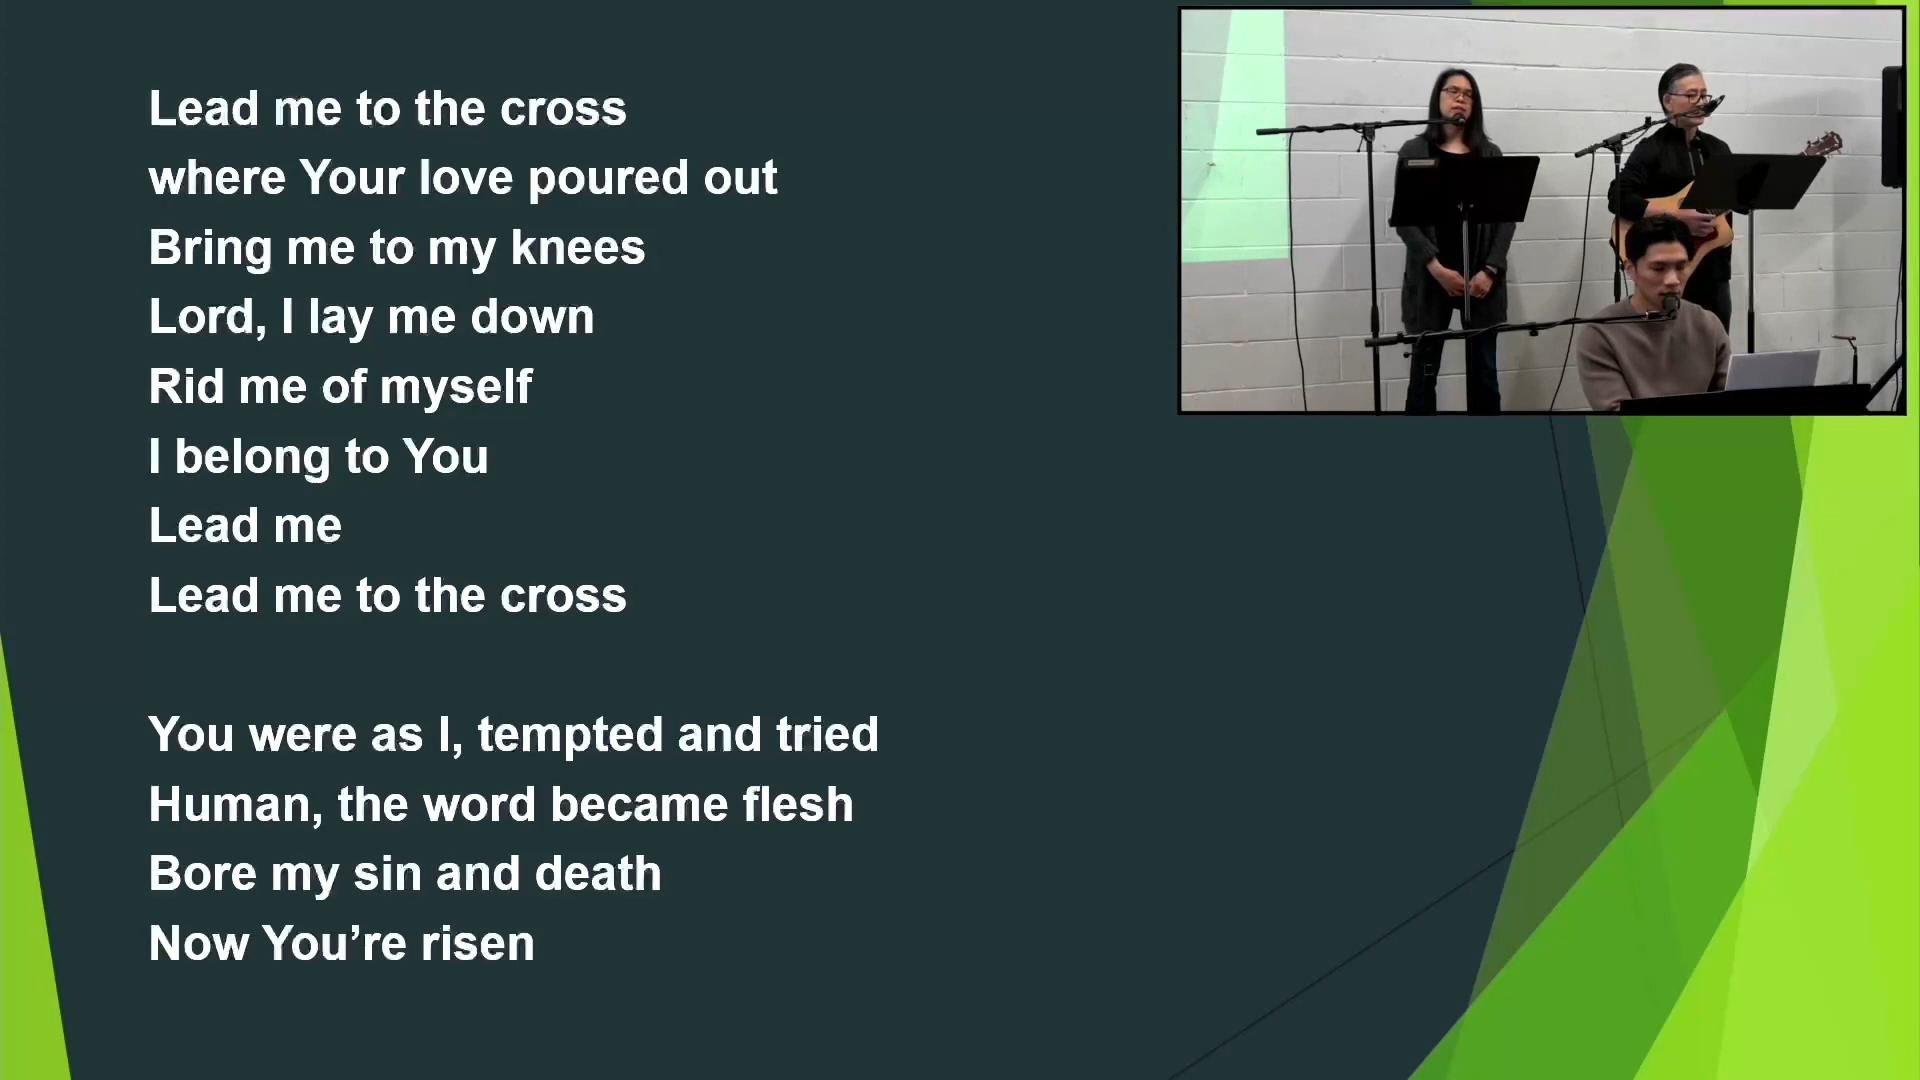 Lead me to the cross
where Your love poured out
Bring me to my knees
Lord, I lay me down
Rid me of myself
I belong to You
Lead me
Lead me to the cross
You were as I, tempted and tried
Human, the word became flesh
Bore my sin and death
Now You’re risen